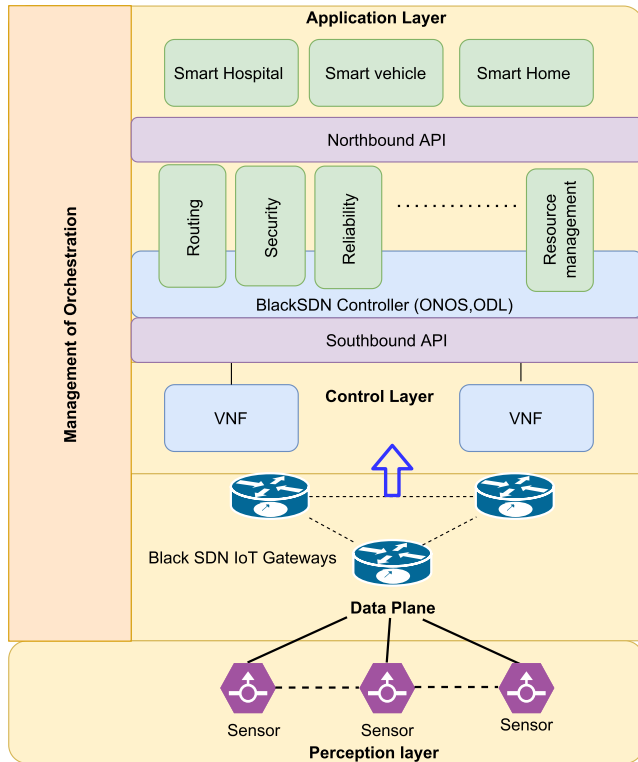 Application Layer
Smart Hospital
Smart vehicle
Smart Home
Northbound API
Routing
Security
Reliability
Resource
management
BlackSDN Controller (ONOS,ODL)
Southbound API
Control Layer
VNF
VNF
Management of Orchestration
Black SDN IoT Gateways
Data Plane
Sensor
Sensor
Sensor
Perception layer